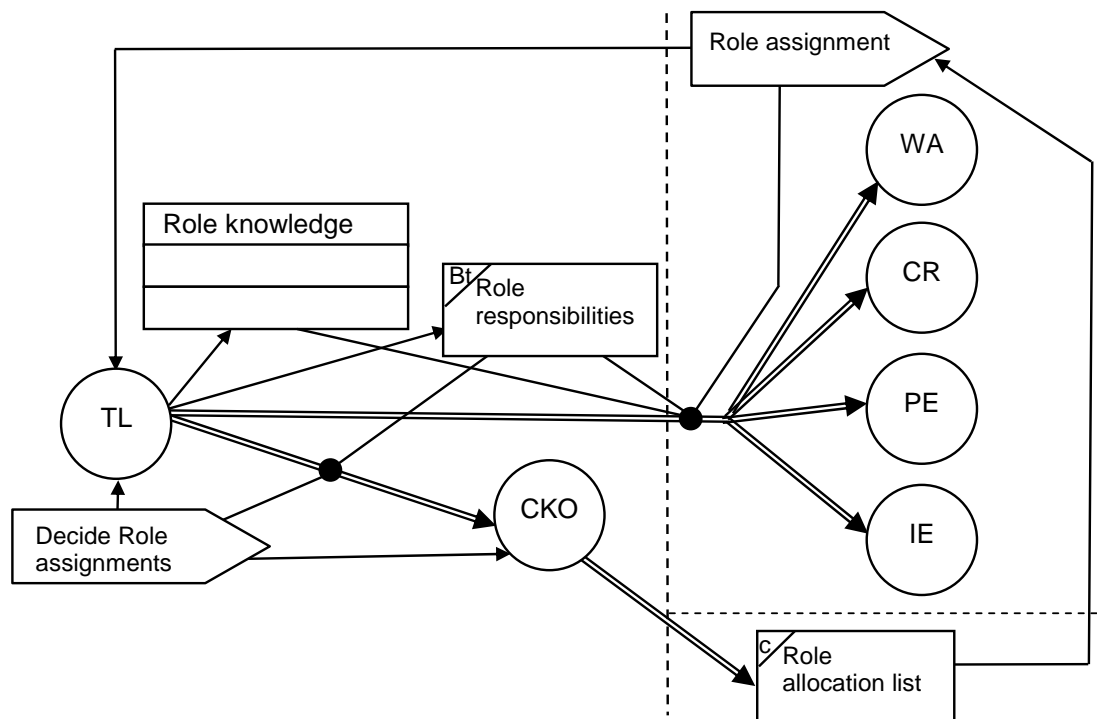 Role assignment
WA
Role knowledge
CR
Bt
Role
responsibilities
TL
PE
CKO
Decide Role
assignments
IE
c
Role
allocation list